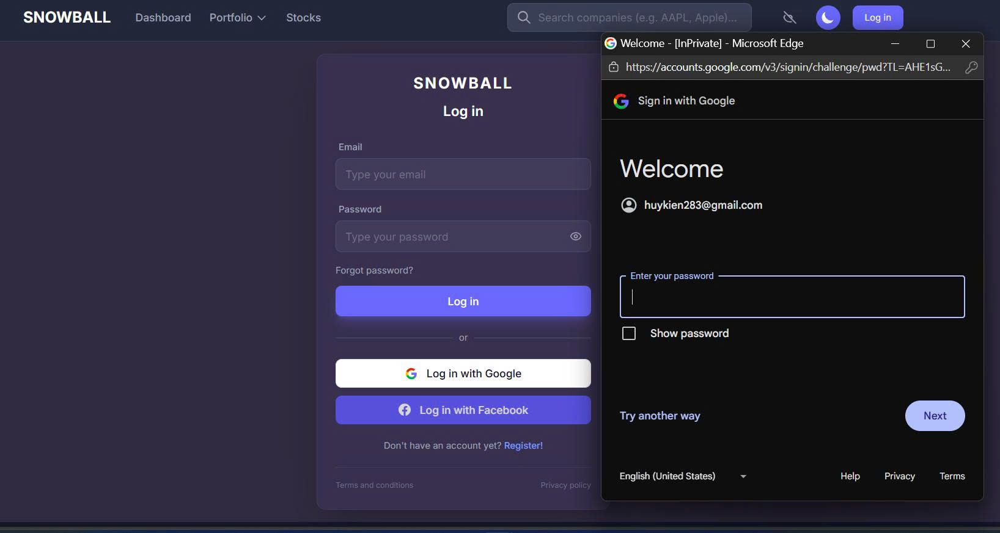 SNOWBALL Dashboard Portfolio Stocks Search companies (e.g. AAPL, Apple)... Log in
SNOWBALL
Log in
Email
Type your email
Password
Type your password
Forgot password?
Log in
or
Log in with Google
Log in with Facebook
Don't have an account yet? Register!
Terms and conditions Privacy policy
Welcome - [InPrivate] - Microsoft Edge
https://accounts.google.com/v3/signin/challenge/pwd?TL=AHE1sG...
Sign in with Google
Welcome
huykien283@gmail.com
Enter your password
Show password
Try another way Next
English (United States) Help Privacy Terms